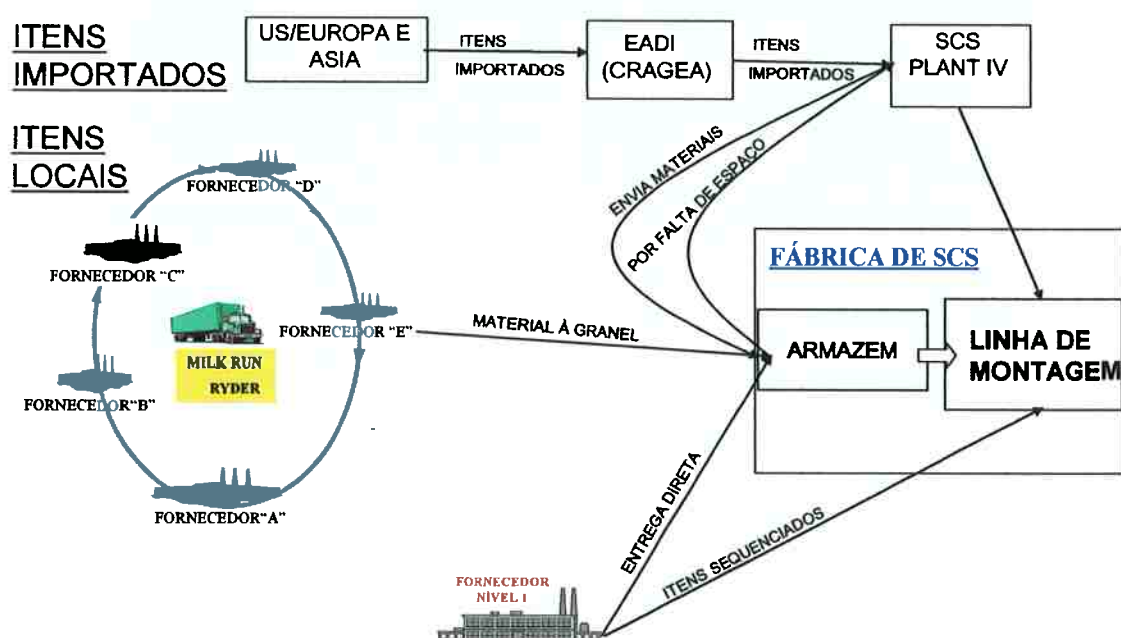 ITENS
IMPORTADOS
US/EUROPA E
ASIA
ITENS
IMPORTADOS
EADI
(CRAGEA)
ITENS
IMPORTADOS
SCS
PLANT IV
ITENS
LOCAIS
FORNECEDOR "D"
FORNECEDOR "C"
FORNECEDOR "E"
MILK RUN
RYDER
FORNECEDOR"B"
FORNECEDOR"A"
MATERIAL À GRANEL
ENVIA MATERIAIS
POR FALTA DE ESPAÇO
FÁBRICA DE SCS
ARMAZEM
LINHA DE
MONTAGEM
ENTREGA DIRETA
ITENS SEQUENCIADOS
FORNECEDOR
NÍVEL 1